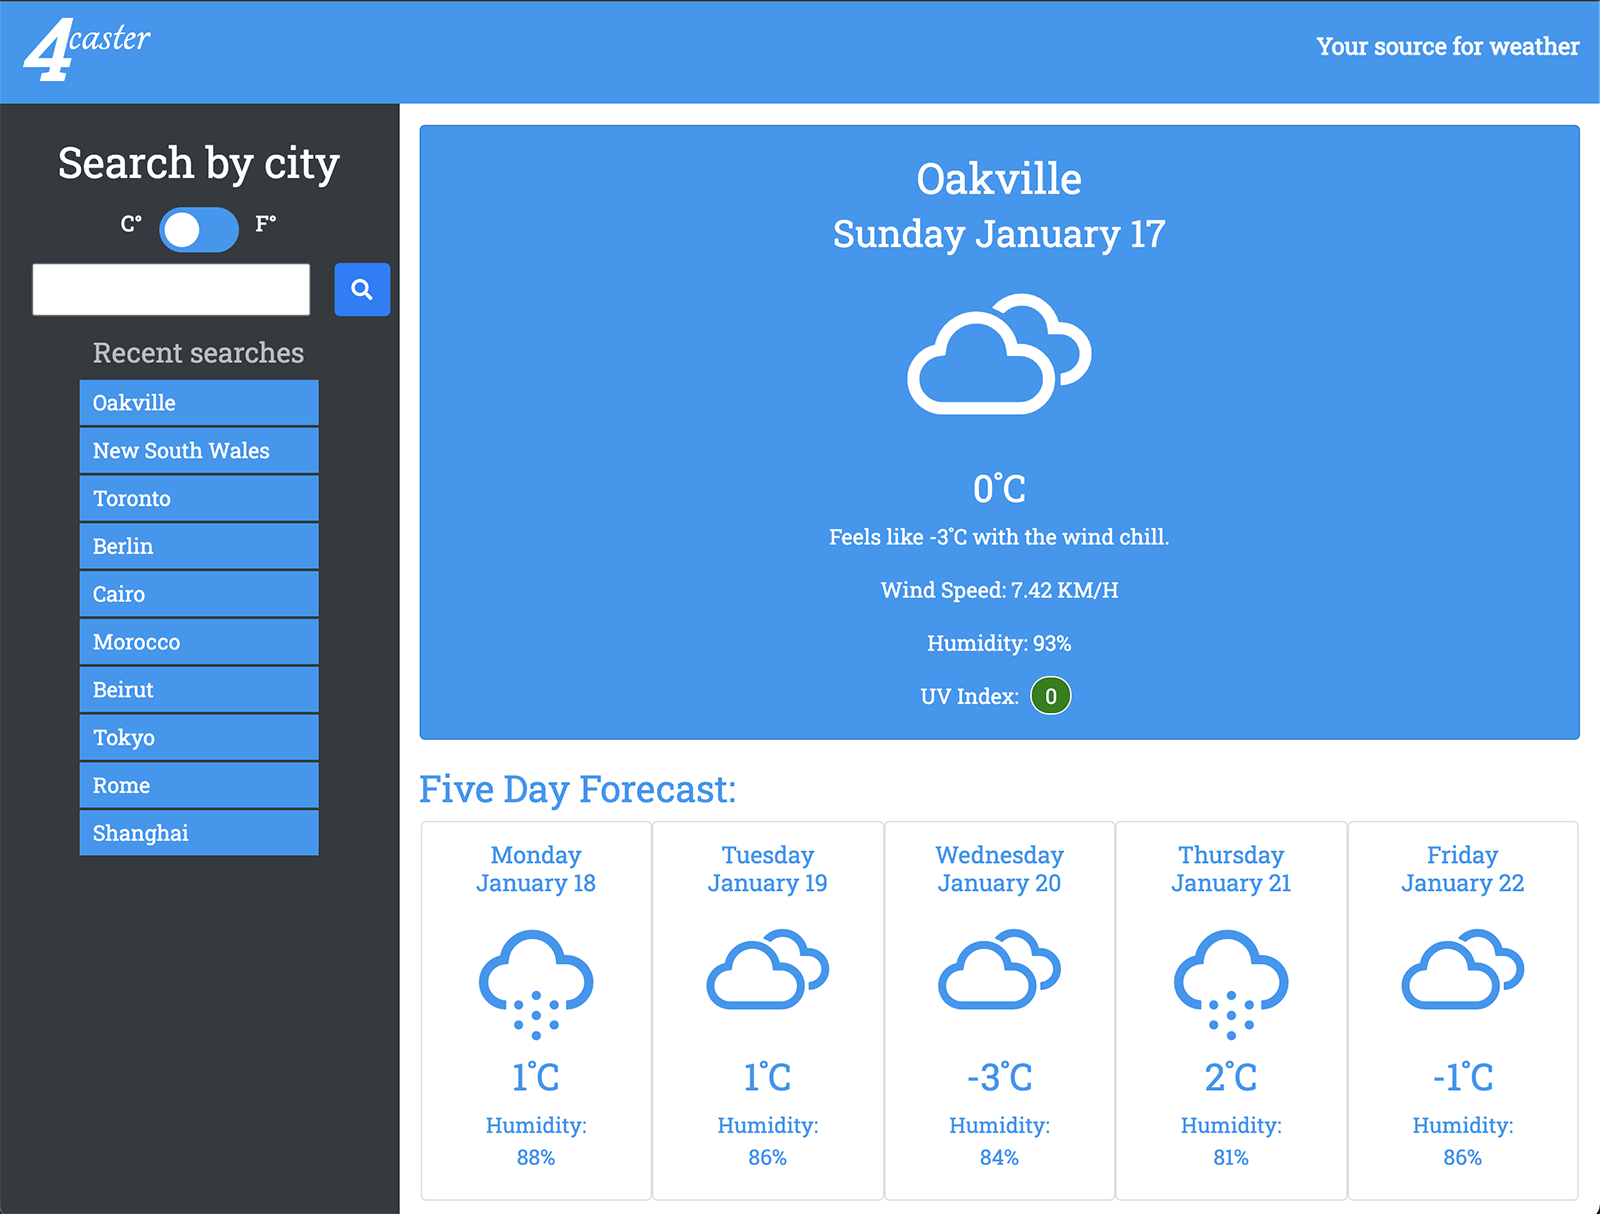 4caster
Your source for weather
Search by city
C° F°
Recent searches
Oakville
New South Wales
Toronto
Berlin
Cairo
Morocco
Beirut
Tokyo
Rome
Shanghai
Oakville
Sunday January 17
0°C
Feels like -3°C with the wind chill.
Wind Speed: 7.42 KM/H
Humidity: 93%
UV Index: 0
Five Day Forecast:
Monday
January 18
1°C
Humidity:
88%
Tuesday
January 19
1°C
Humidity:
86%
Wednesday
January 20
-3°C
Humidity:
84%
Thursday
January 21
2°C
Humidity:
81%
Friday
January 22
-1°C
Humidity:
86%